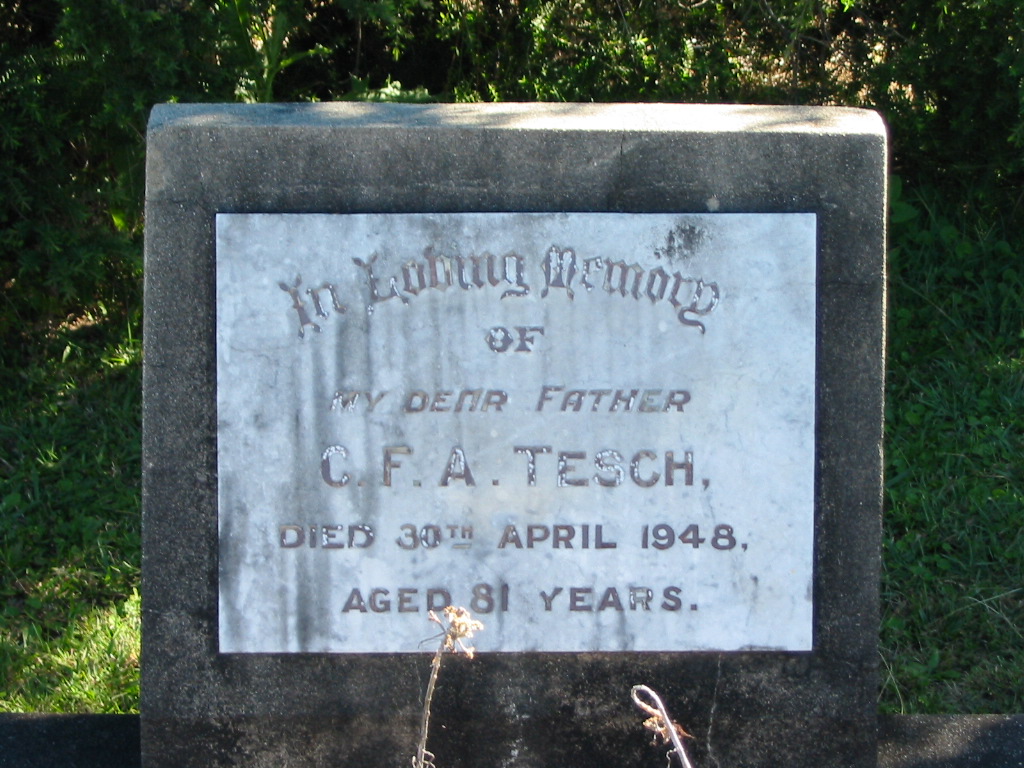 In Loving Memory
OF
MY DEAR FATHER
C. F. A. TESCH,
DIED 30TH APRIL 1948,
AGED 81 YEARS.